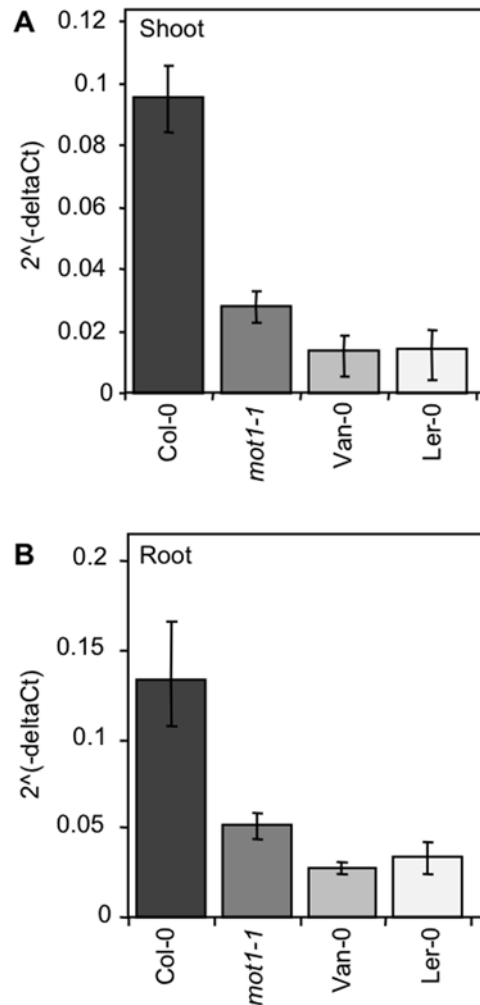 A
Shoot
0.12
0.1
0.08
0.06
0.04
0.02
0
2^(-deltaCt)
Col-0
mot1-1
Van-0
Ler-0
B
Root
0.2
0.15
0.1
0.05
0
2^(-deltaCt)
Col-0
mot1-1
Van-0
Ler-0